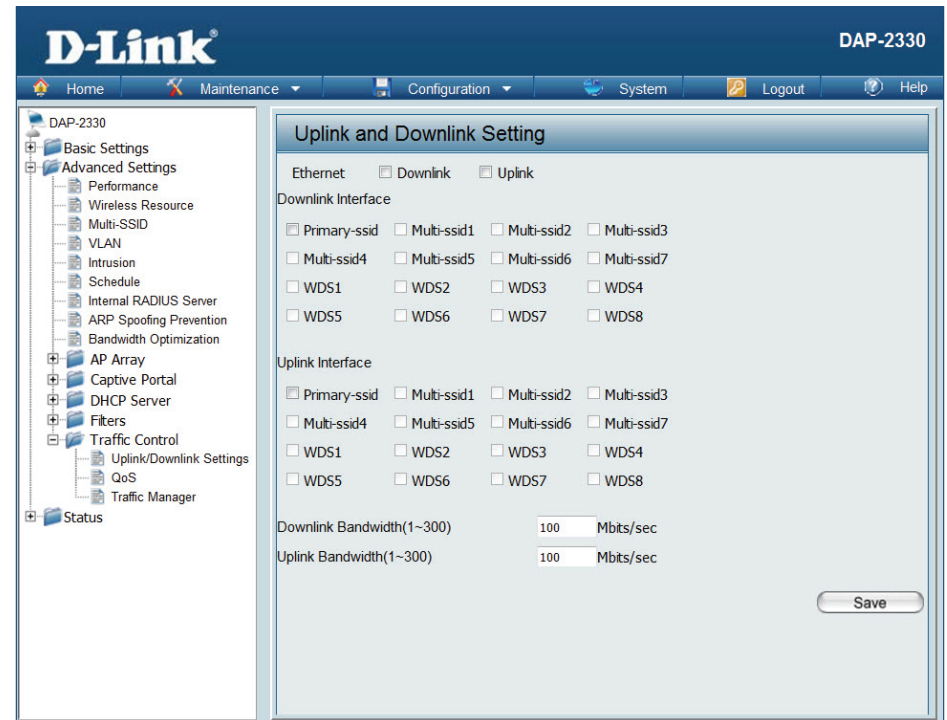 D-Link®
DAP-2330
Home Maintenance Configuration System Logout Help
DAP-2330
Basic Settings
Advanced Settings
Performance
Wireless Resource
Multi-SSID
VLAN
Intrusion
Schedule
Internal RADIUS Server
ARP Spoofing Prevention
Bandwidth Optimization
AP Array
Captive Portal
DHCP Server
Filters
Traffic Control
Uplink/Downlink Settings
QoS
Traffic Manager
Status
Uplink and Downlink Setting
Ethernet Downlink Uplink
Downlink Interface
Primary-ssid Multi-ssid1 Multi-ssid2 Multi-ssid3
Multi-ssid4 Multi-ssid5 Multi-ssid6 Multi-ssid7
WDS1 WDS2 WDS3 WDS4
WDS5 WDS6 WDS7 WDS8
Uplink Interface
Primary-ssid Multi-ssid1 Multi-ssid2 Multi-ssid3
Multi-ssid4 Multi-ssid5 Multi-ssid6 Multi-ssid7
WDS1 WDS2 WDS3 WDS4
WDS5 WDS6 WDS7 WDS8
Downlink Bandwidth(1~300) 100 Mbits/sec
Uplink Bandwidth(1~300) 100 Mbits/sec
Save